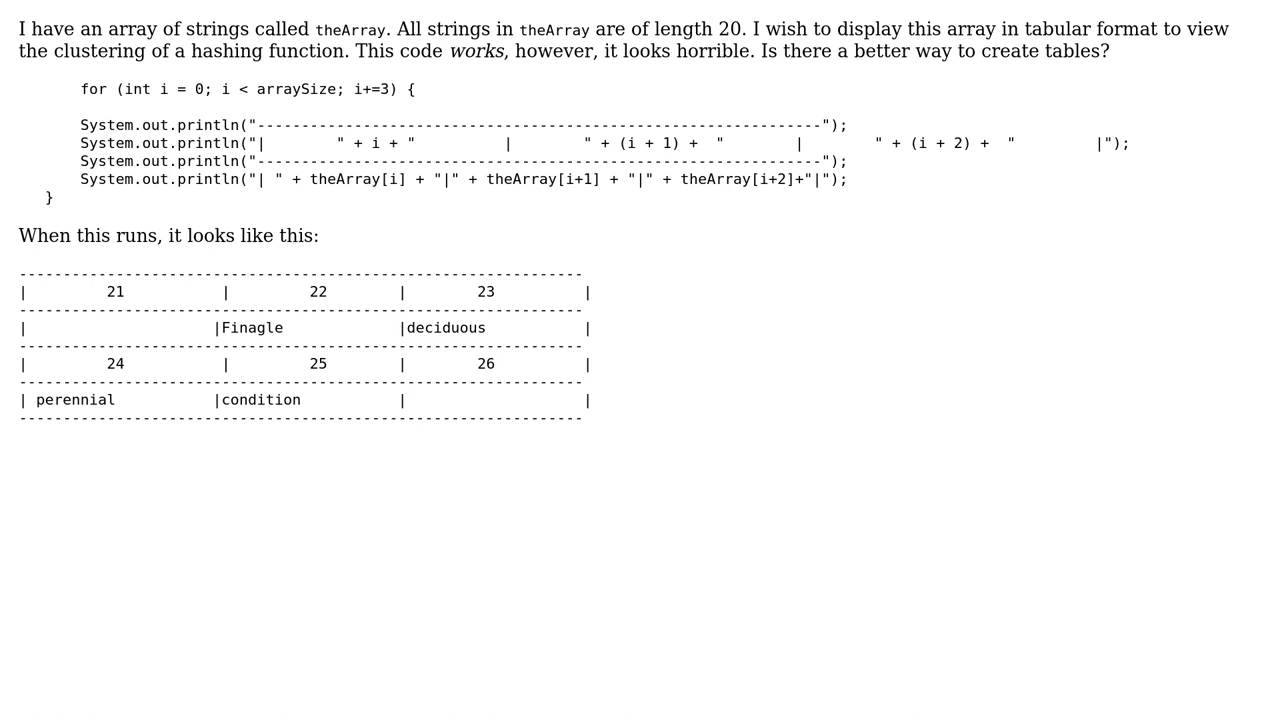 I have an array of strings called theArray. All strings in theArray are of length 20. I wish to display this array in tabular format to view
the clustering of a hashing function. This code works, however, it looks horrible. Is there a better way to create tables?
       for (int i = 0; i < arraySize; i+=3) {
       System.out.println("----------------------------------------------------------------");
       System.out.println("|        " + i + "          |        " + (i + 1) +  "        |        " + (i + 2) +  "         |");
       System.out.println("----------------------------------------------------------------");
       System.out.println("| " + theArray[i] + "|" + theArray[i+1] + "|" + theArray[i+2]+"|");
   }
When this runs, it looks like this:
----------------------------------------------------------------
|         21           |         22        |        23          |
----------------------------------------------------------------
|                     |Finagle             |deciduous           |
----------------------------------------------------------------
|         24           |         25        |        26          |
----------------------------------------------------------------
| perennial           |condition           |                    |
----------------------------------------------------------------